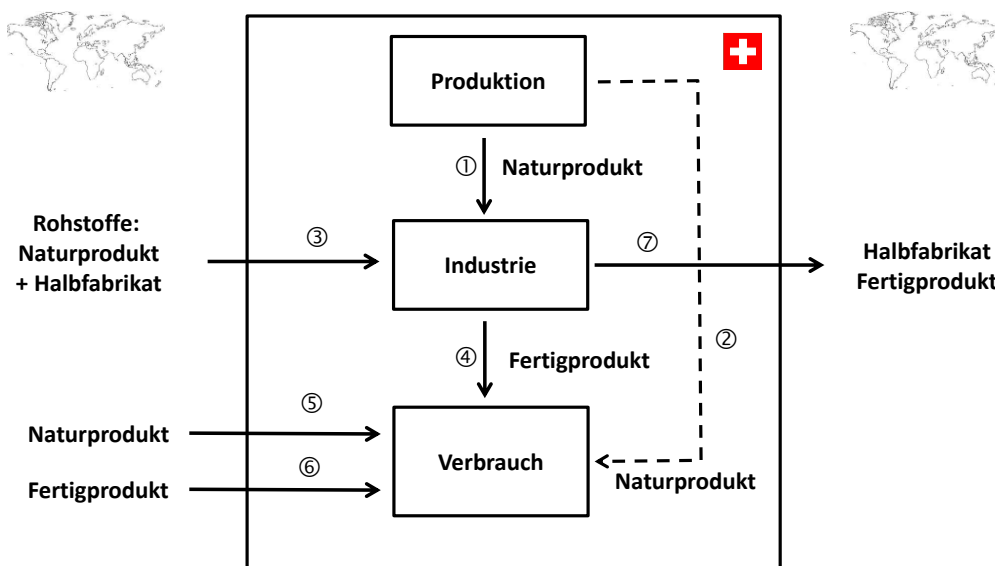 Produktion
① Naturprodukt
Rohstoffe:
Naturprodukt
+ Halbfabrikat
③
Industrie
⑦
Halbfabrikat
Fertigprodukt
②
④ Fertigprodukt
⑤
Naturprodukt
Verbrauch
⑥
Fertigprodukt
Naturprodukt